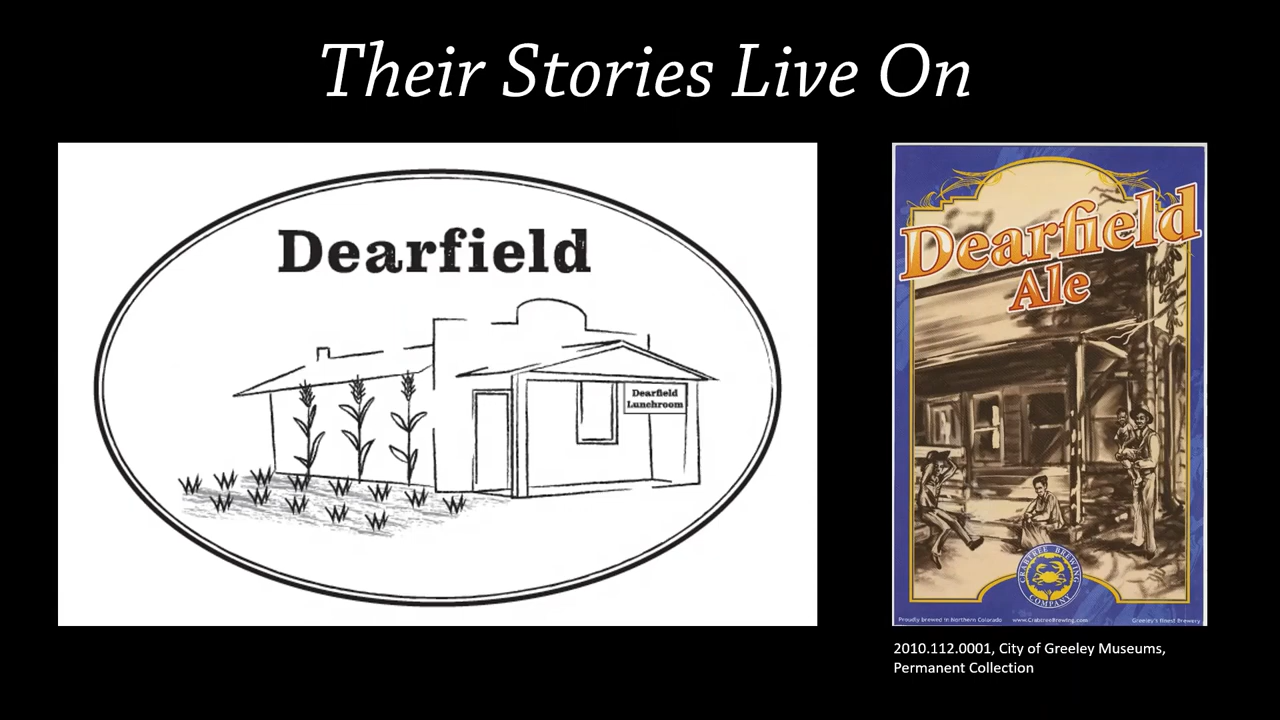 Their Stories Live On
Dearfield
Dearfield
Lunchroom
Dearfield
Ale
CRABTREE BREWING
COMPANY
Proudly brewed in Northern Colorado www.CrabtreeBrewing.com Greeley's finest Brewery
2010.112.0001, City of Greeley Museums,
Permanent Collection